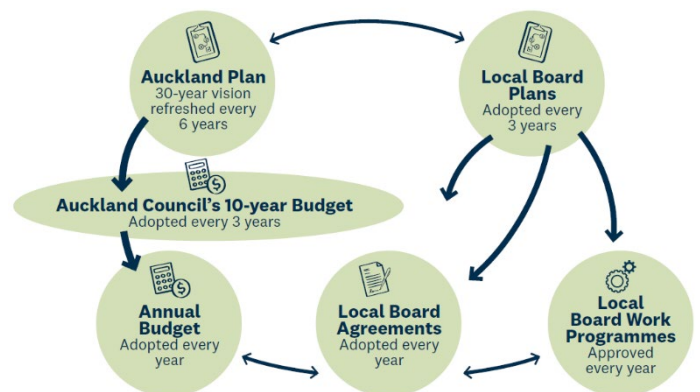 Auckland Plan
30-year vision
refreshed every
6 years
Local Board
Plans
Adopted every
3 years
$
Auckland Council's 10-year Budget
Adopted every 3 years
$
Annual
Budget
Adopted every
year
Local Board
Agreements
Adopted every
year
Local
Board Work
Programmes
Approved
every year